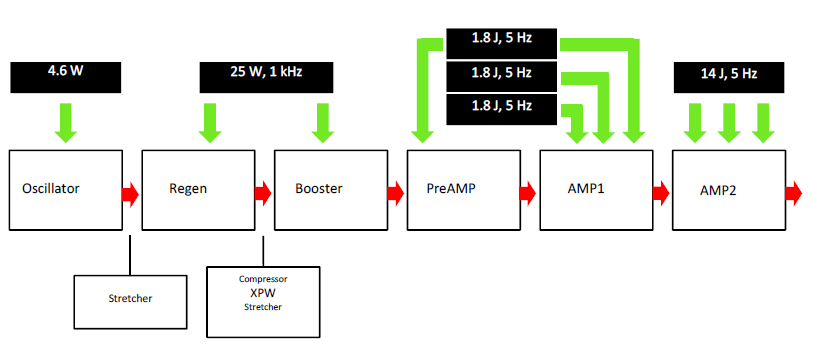 1.8 J, 5 Hz
4.6 W
25 W, 1 kHz
1.8 J, 5 Hz
14 J, 5 Hz
1.8 J, 5 Hz
Oscillator
Regen
Booster
PreAMP
AMP1
AMP2
Stretcher
Compressor
XPW
Stretcher